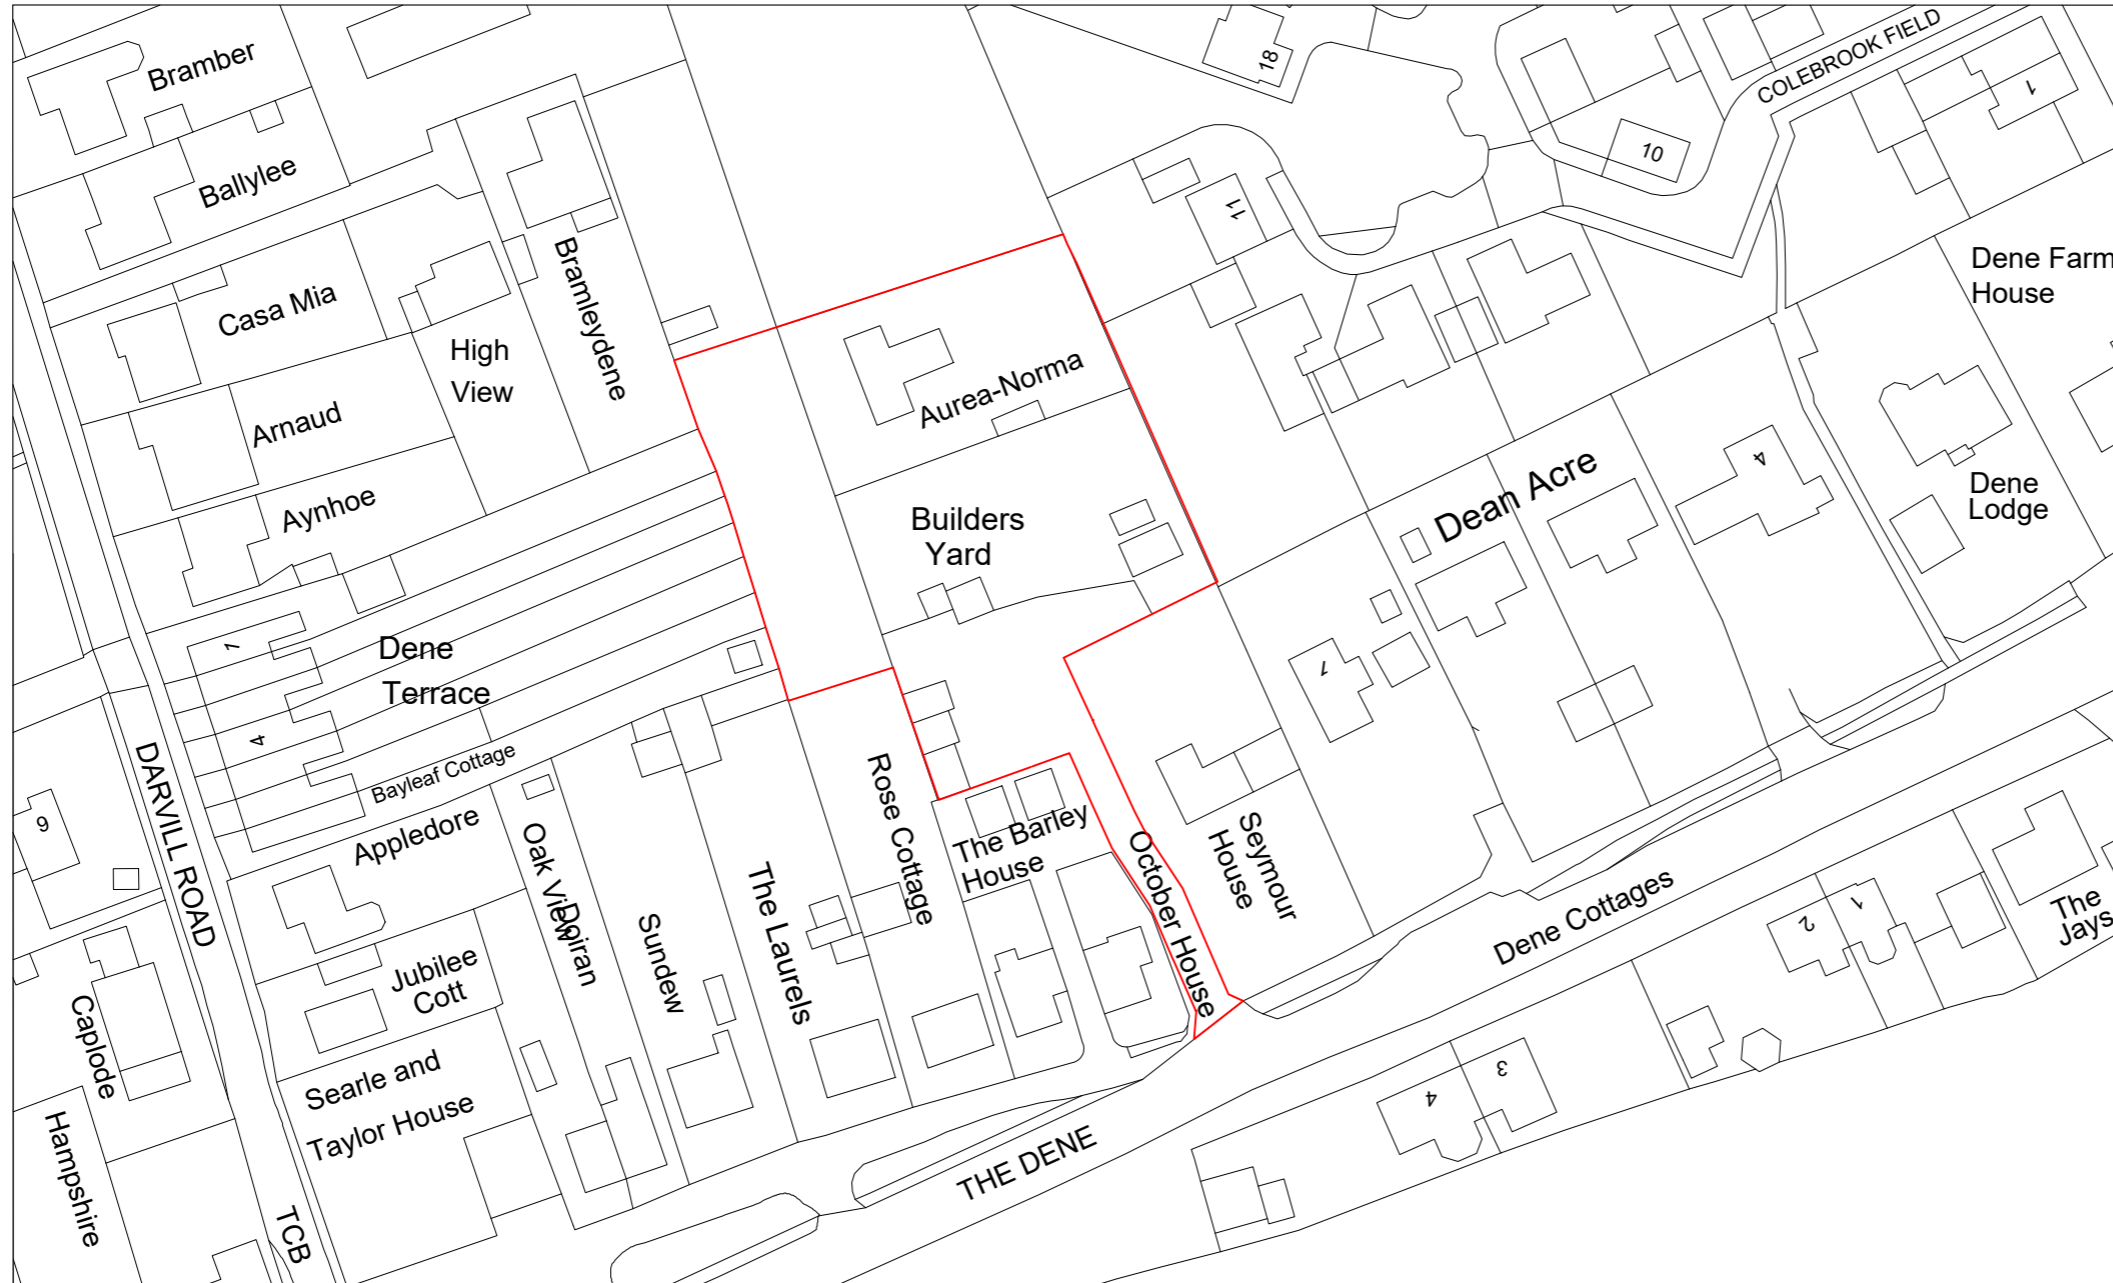 Bramber
18
COLEBROOK FIELD
1
10
Ballylee
11
Dene Farm
House
Casa Mia
Bramleydene
High
View
Aurea-Norma
Arnaud
Dean Acre
4
Aynhoe
Builders
Yard
Dene
Lodge
7
Dene
Terrace
4
7
Bayleaf Cottage
DARVILL ROAD
9
Appledore
Oak View
Doiran
Sundew
The Laurels
Rose Cottage
The Barley
House
October House
Seymour
House
Dene Cottages
2
1
The
Jays
Jubilee
Cott
Caplode
Searle and
Taylor House
Hampshire
TCB
THE DENE
4
3